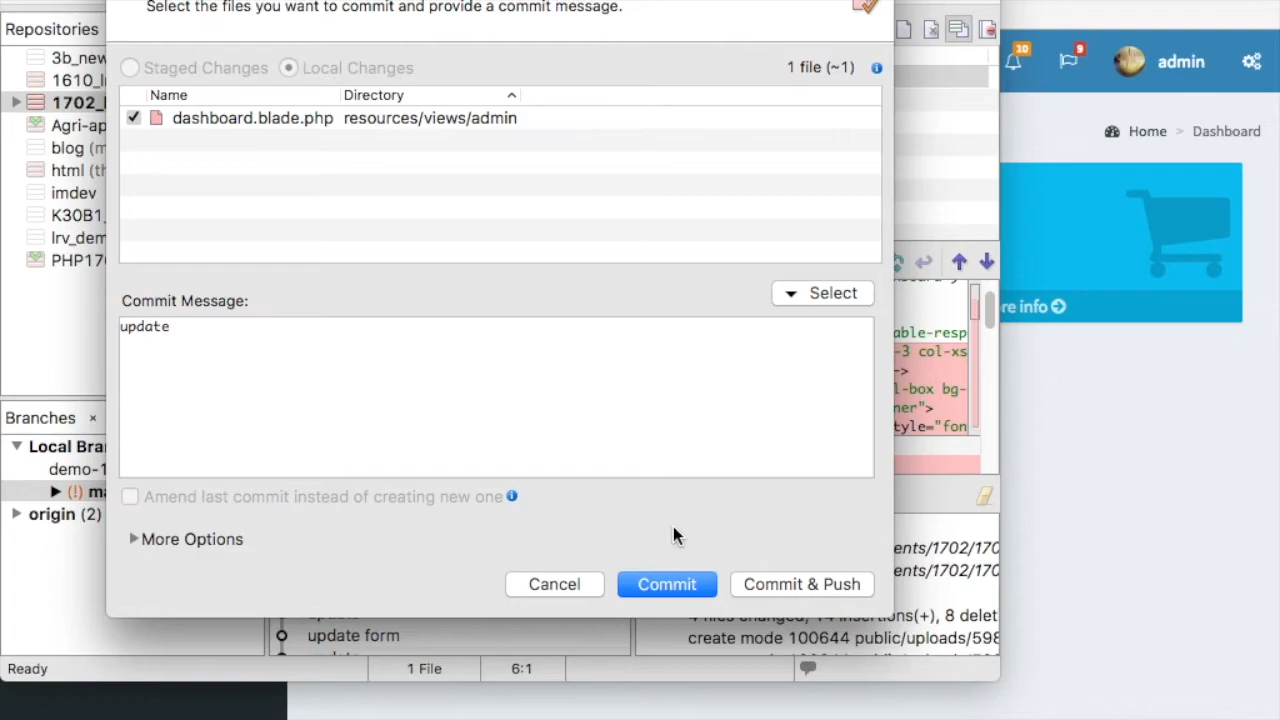 Select the files you want to commit and provide a commit message.
Repositories
3b_new
1610_l
1702_
Agri-ap
blog (m
html (th
imdev
K30B1_
lrv_dem
PHP170
Staged Changes
Local Changes
1 file (~1)
Name
Directory
dashboard.blade.php
resources/views/admin
Commit Message:
Select
update
Amend last commit instead of creating new one
More Options
Cancel
Commit
Commit & Push
Branches ×
Local Bra
demo-1
(!) ma
origin (2)
10
9
admin
Home > Dashboard
re info
able-resp
-3 col-xs
->
l-box bg-
ner">
tyle="fon
ents/1702/170
ents/1702/170
4 files changed, 14 insertions(+), 8 delet
create mode 100644 public/uploads/598
update form
Ready
1 File
6:1